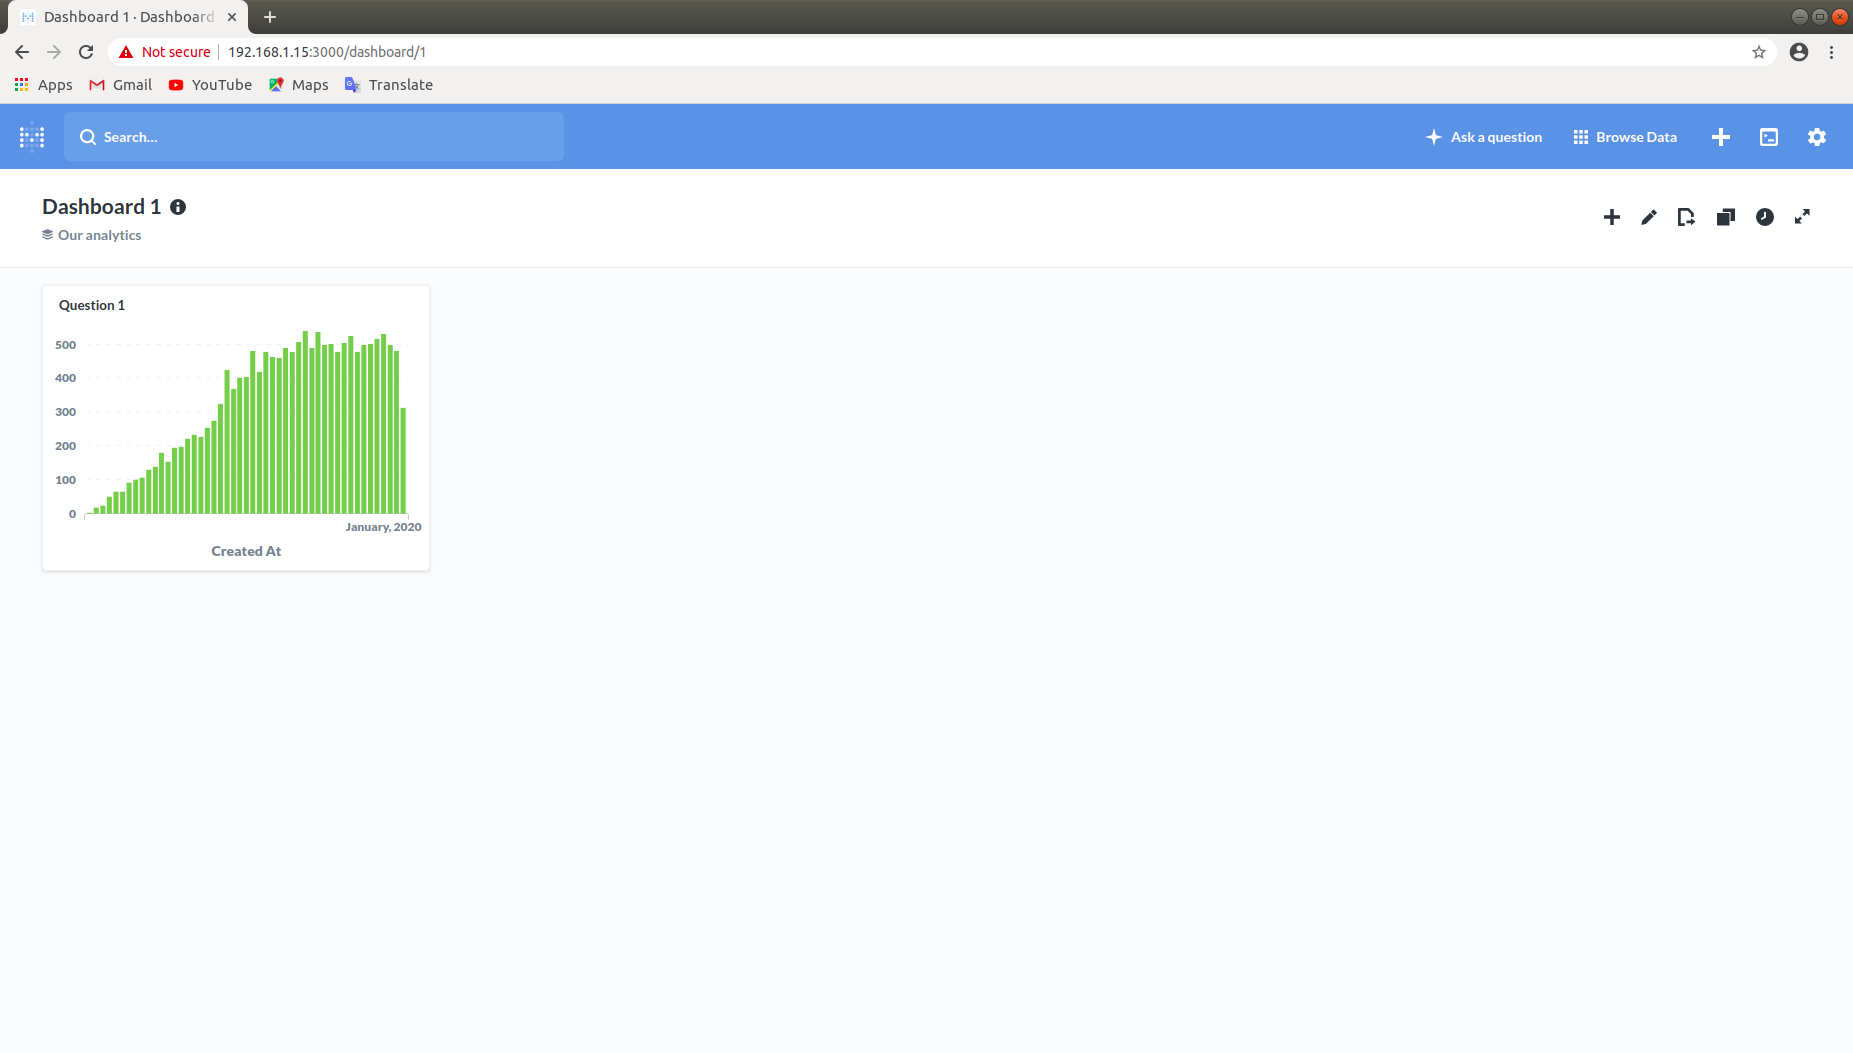 Dashboard 1 · Dashboard
Not secure
192.168.1.15:3000/dashboard/1
Apps
Gmail
YouTube
Maps
Translate
Search...
Ask a question
Browse Data
Dashboard 1
Our analytics
Question 1
500
400
300
200
100
0
January, 2020
Created At